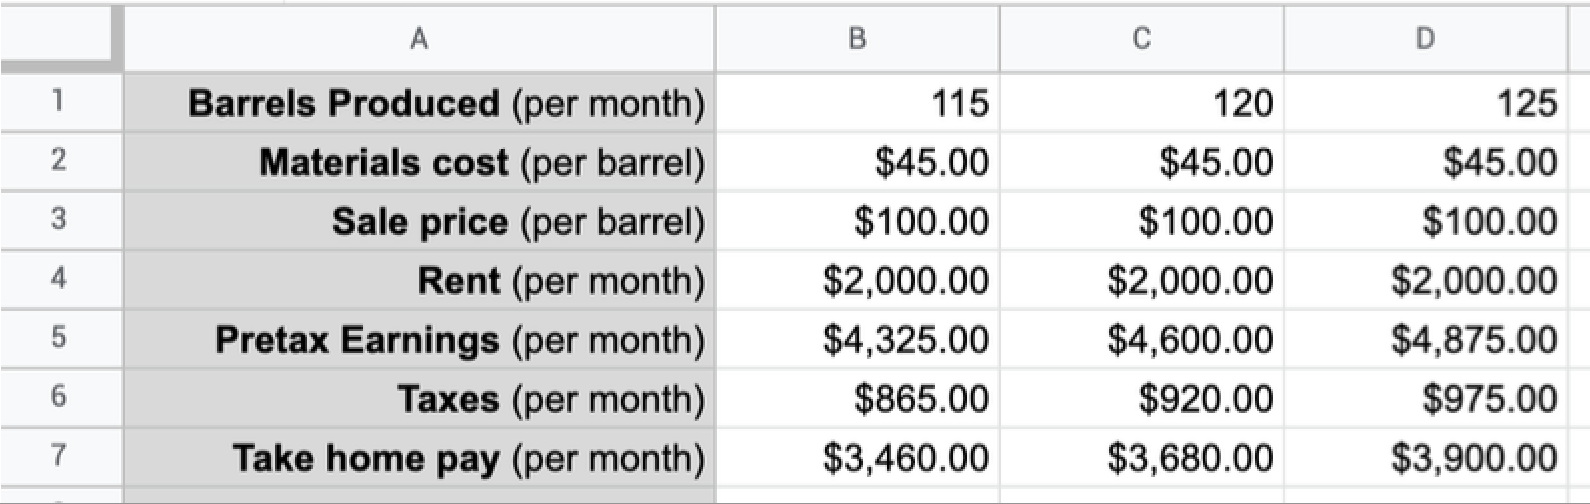 A B C D
1 Barrels Produced (per month) 115 120 125
2 Materials cost (per barrel) $45.00 $45.00 $45.00
3 Sale price (per barrel) $100.00 $100.00 $100.00
4 Rent (per month) $2,000.00 $2,000.00 $2,000.00
5 Pretax Earnings (per month) $4,325.00 $4,600.00 $4,875.00
6 Taxes (per month) $865.00 $920.00 $975.00
7 Take home pay (per month) $3,460.00 $3,680.00 $3,900.00